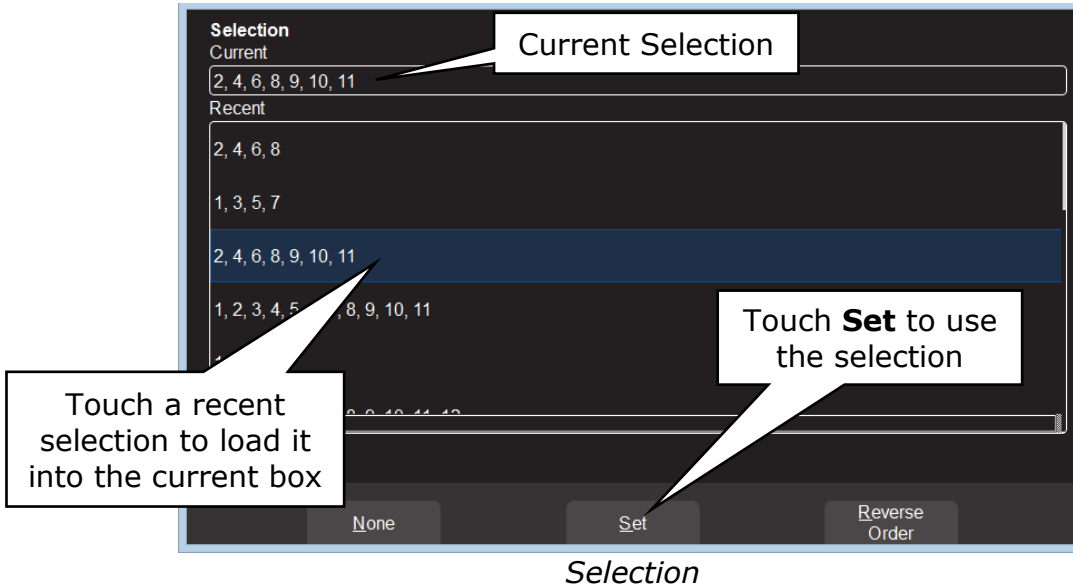 Selection
Current
Current Selection
2, 4, 6, 8, 9, 10, 11
Recent
2, 4, 6, 8
1, 3, 5, 7
2, 4, 6, 8, 9, 10, 11
1, 2, 3, 4, 5, 8, 9, 10, 11
Touch Set to use
the selection
Touch a recent
selection to load it
into the current box
None
Set
Reverse
Order
Selection